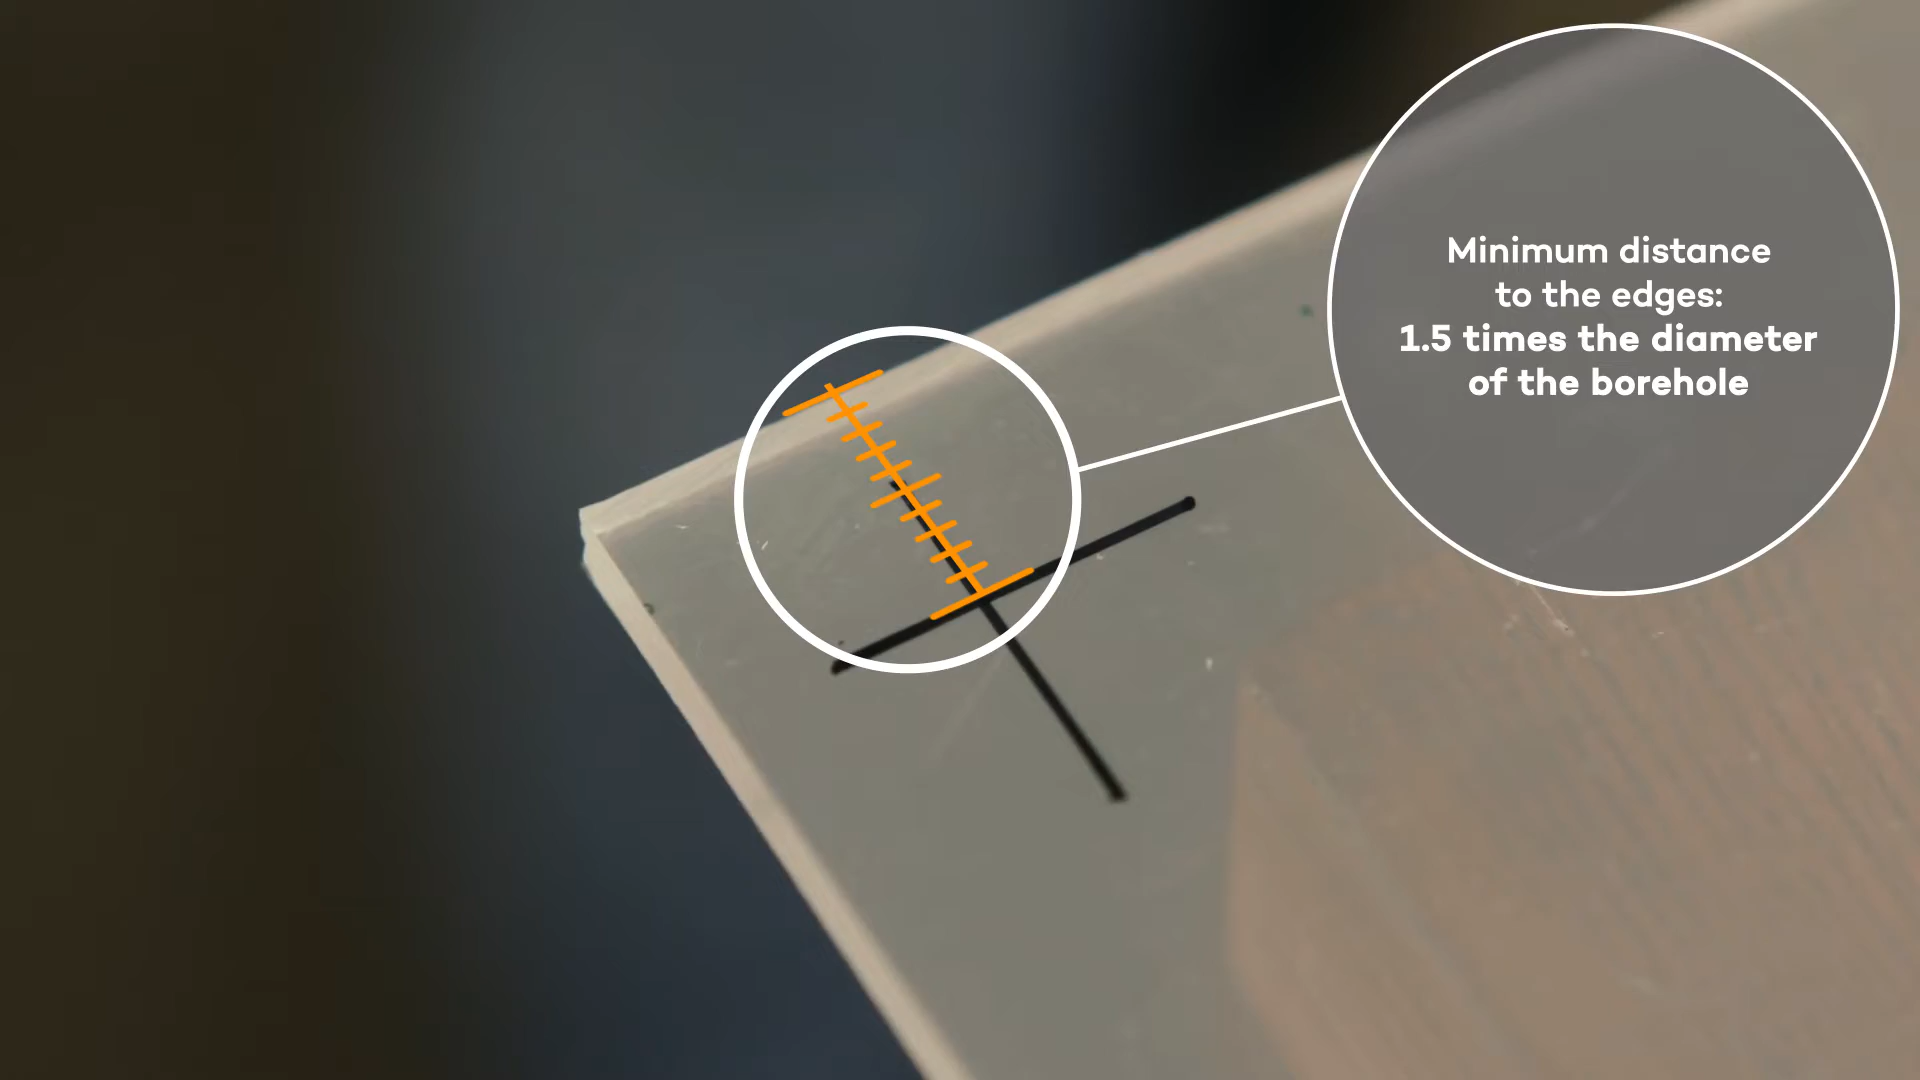 Minimum distance
to the edges:
1.5 times the diameter
of the borehole